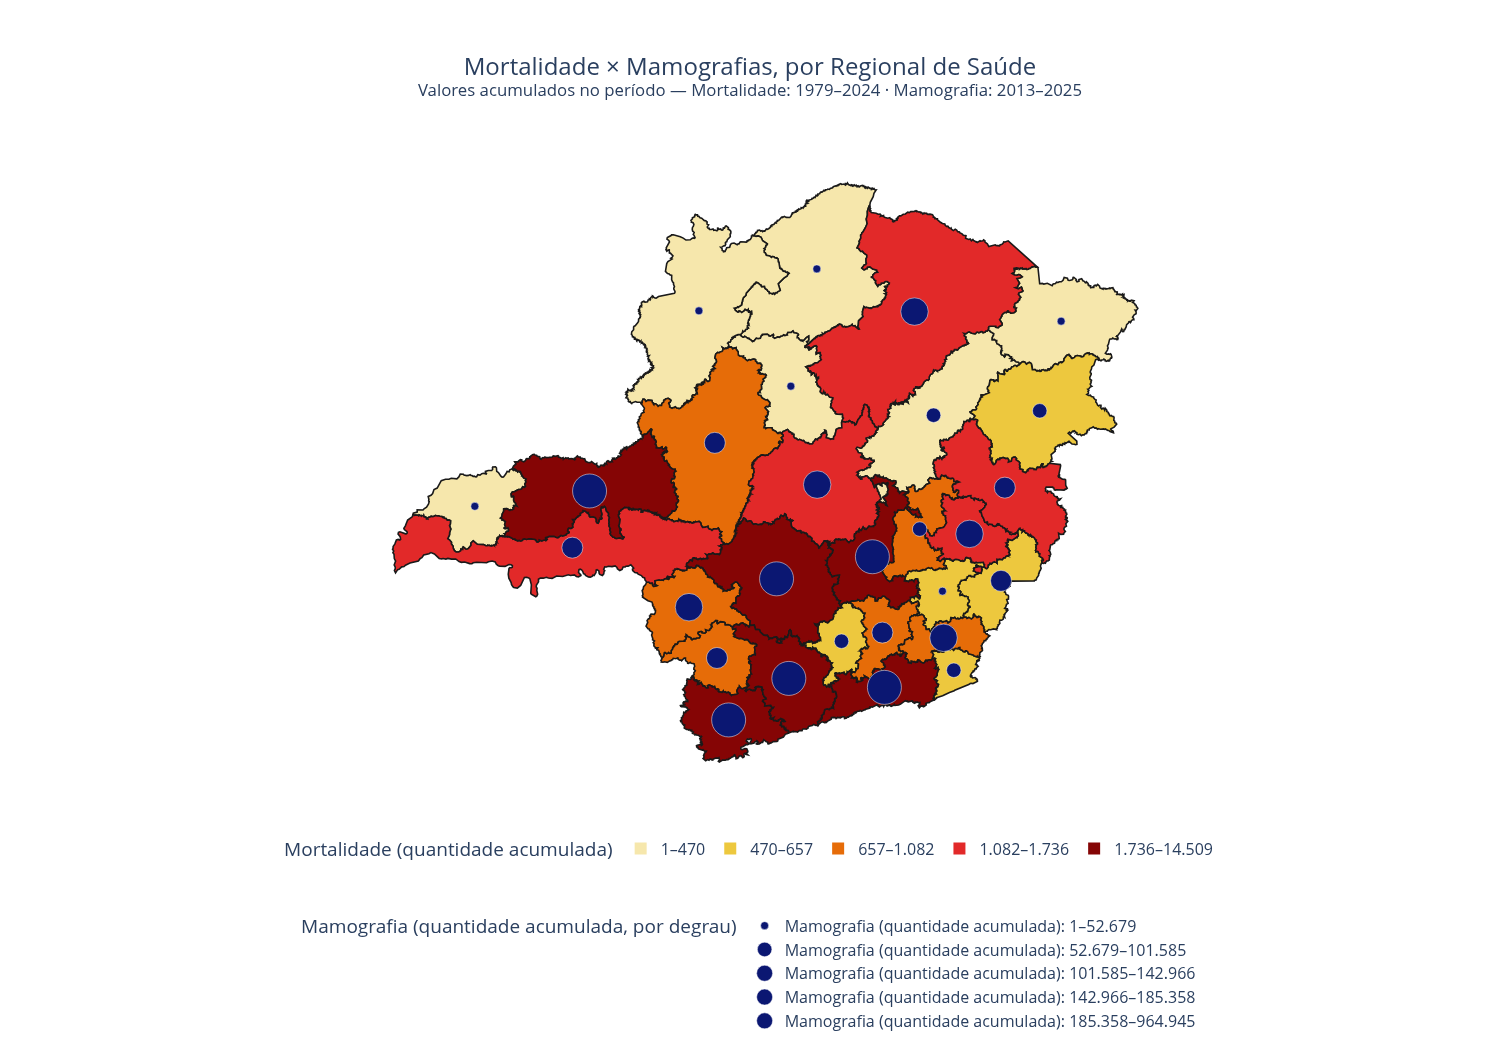 Mortalidade × Mamografias, por Regional de Saúde
Valores acumulados no período — Mortalidade: 1979–2024 · Mamografia: 2013–2025
Mortalidade (quantidade acumulada) 1–470 470–657 657–1.082 1.082–1.736 1.736–14.509
Mamografia (quantidade acumulada, por degrau) Mamografia (quantidade acumulada): 1–52.679
Mamografia (quantidade acumulada): 52.679–101.585
Mamografia (quantidade acumulada): 101.585–142.966
Mamografia (quantidade acumulada): 142.966–185.358
Mamografia (quantidade acumulada): 185.358–964.945